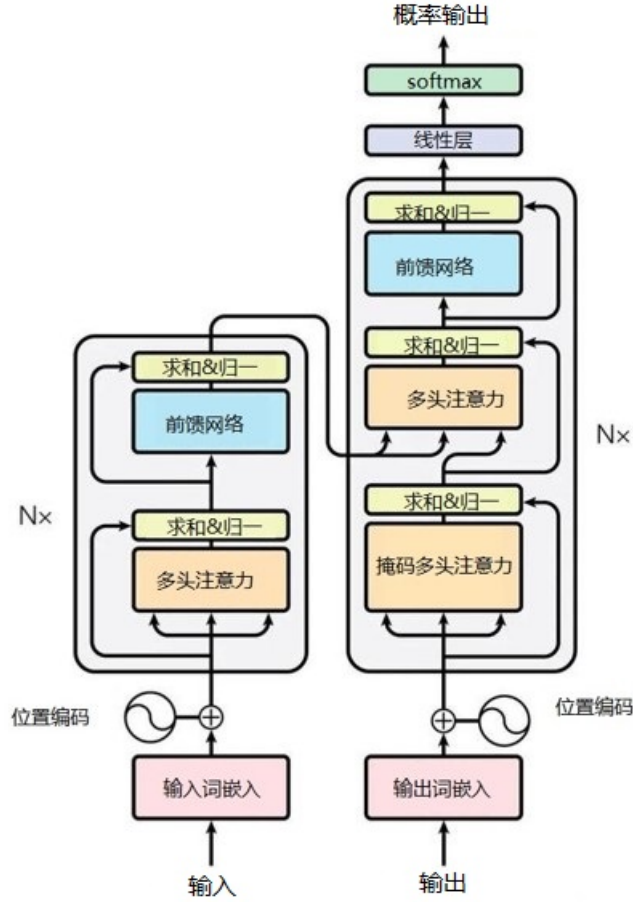 概率输出
softmax
线性层
求和&归一
前馈网络
求和&归一
多头注意力
求和&归一
掩码多头注意力
Nx
求和&归一
前馈网络
求和&归一
多头注意力
Nx
位置编码
位置编码
输入词嵌入
输出词嵌入
输入
输出